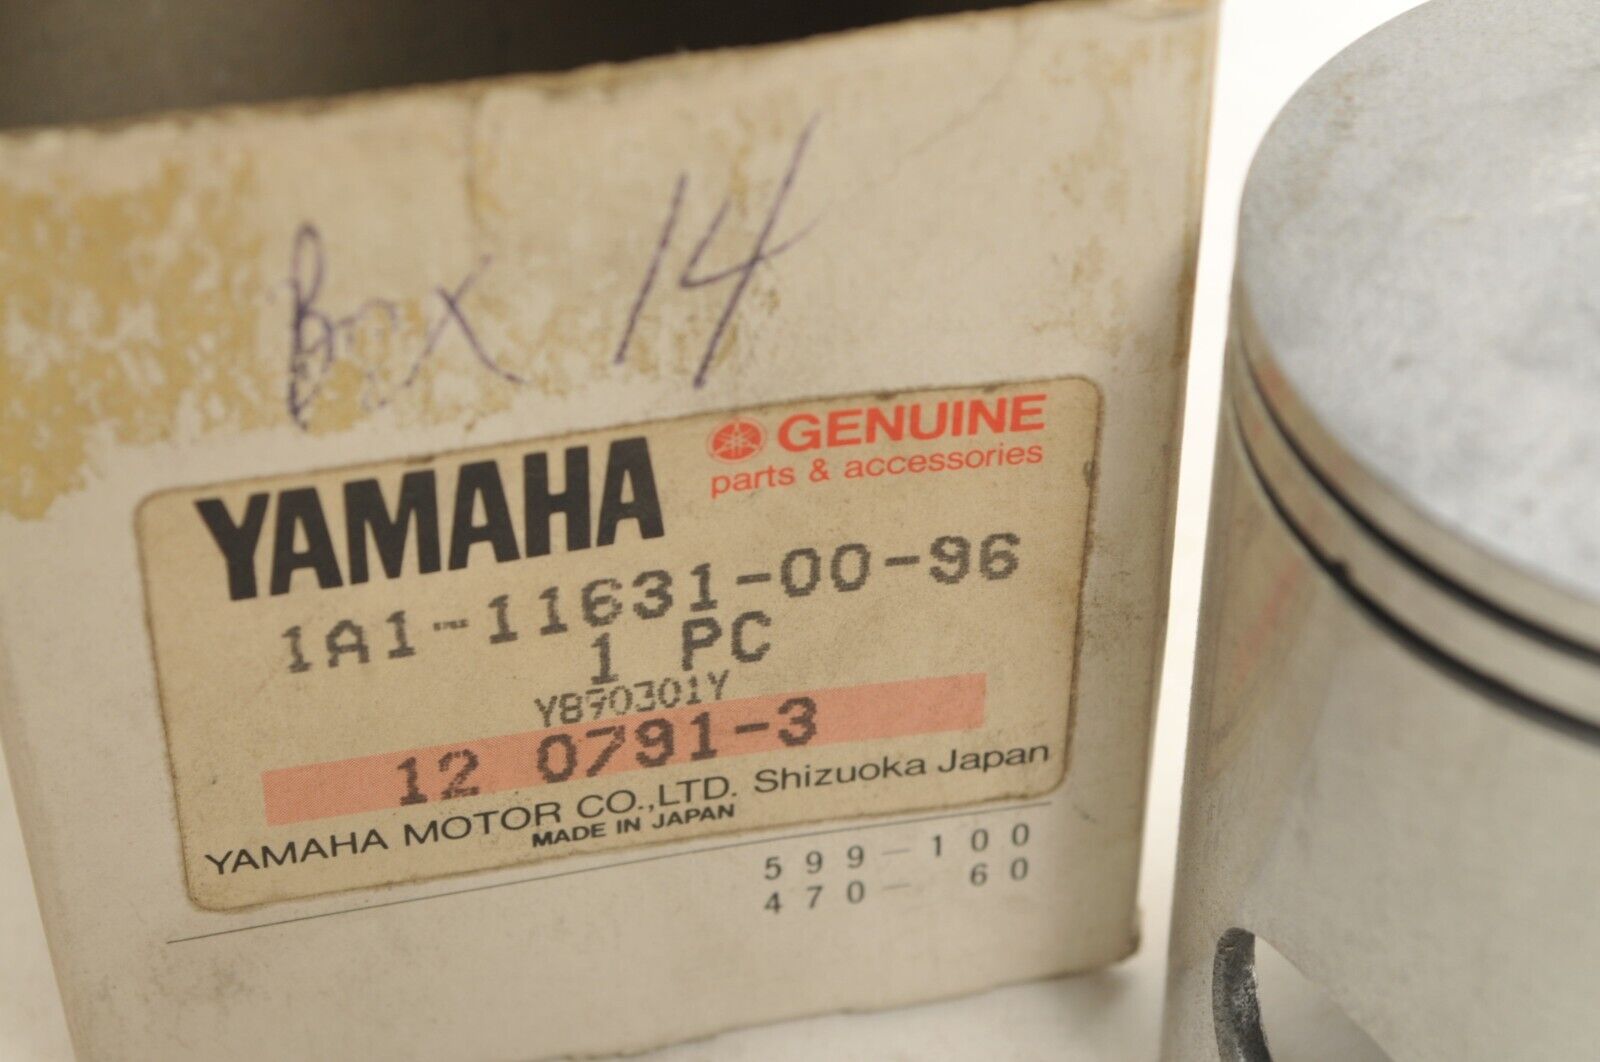 Box 14
YAMAHA
GENUINE
parts & accessories
1A1-11631-00-96
1 PC
Y890301Y
12 0791-3
YAMAHA MOTOR CO.,LTD. Shizuoka Japan
MADE IN JAPAN
599-100
470- 60